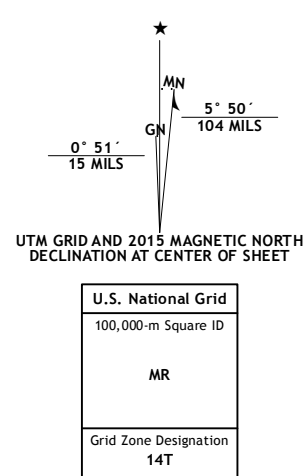 ★
MN
GN
5° 50´
104 MILS
0° 51´
15 MILS
UTM GRID AND 2015 MAGNETIC NORTH
DECLINATION AT CENTER OF SHEET
U.S. National Grid
100,000-m Square ID
MR
Grid Zone Designation
14T